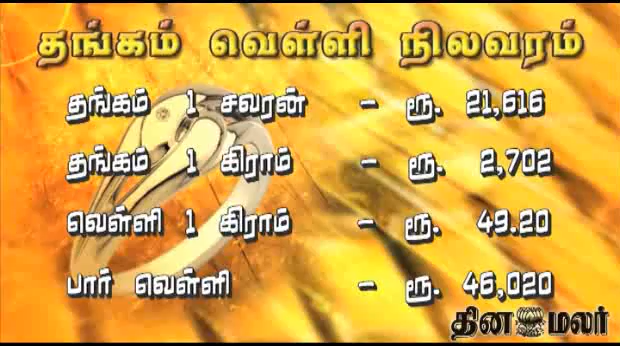 தங்கம் வெள்ளி நிலவரம்
தங்கம் 1 சவரன் - ரூ. 21,616
தங்கம் 1 கிராம் - ரூ. 2,702
வெள்ளி 1 கிராம் - ரூ. 49.20
பார் வெள்ளி - ரூ. 46,020
தினமலர்